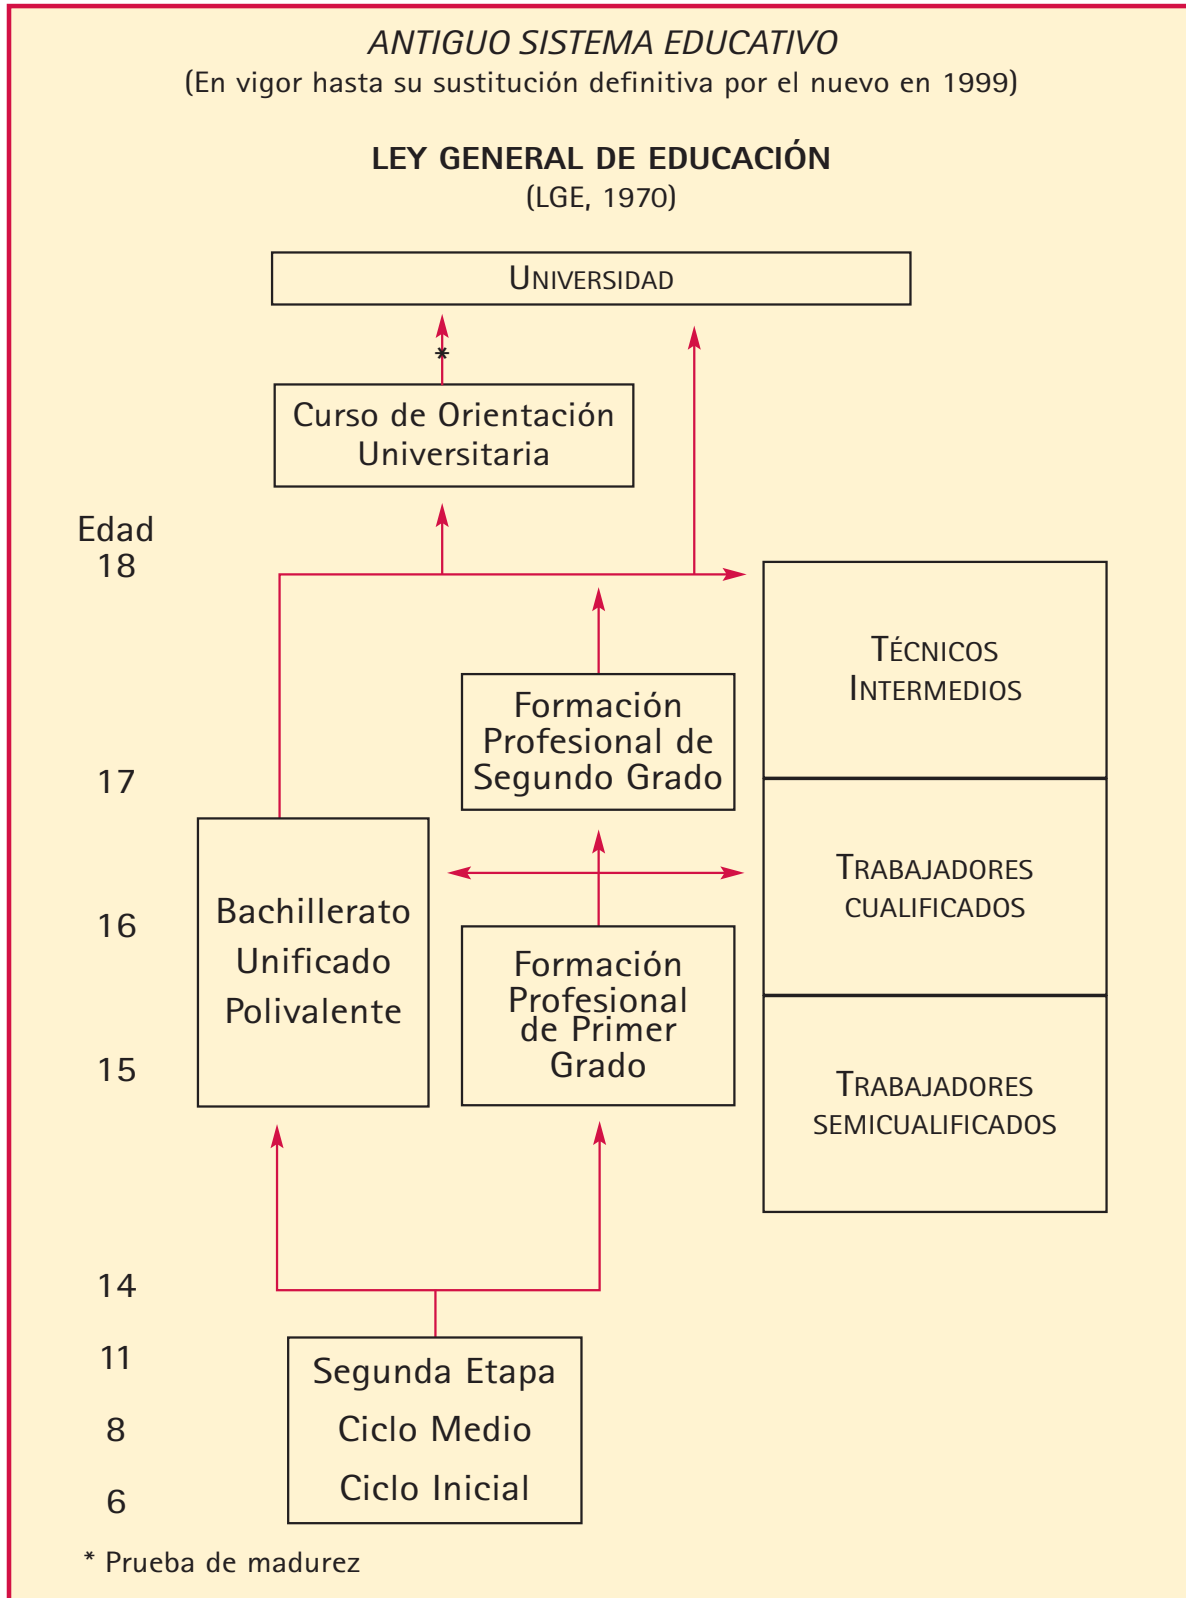 ANTIGUO SISTEMA EDUCATIVO
(En vigor hasta su sustitución definitiva por el nuevo en 1999)
LEY GENERAL DE EDUCACIÓN
(LGE, 1970)
UNIVERSIDAD
*
Curso de Orientación
Universitaria
Edad
18
TÉCNICOS
INTERMEDIOS
Formación
Profesional de
Segundo Grado
17
TRABAJADORES
CUALIFICADOS
16
Bachillerato
Unificado
Polivalente
Formación
Profesional
de Primer
Grado
15
TRABAJADORES
SEMICUALIFICADOS
14
11
Segunda Etapa
8
Ciclo Medio
6
Ciclo Inicial
* Prueba de madurez